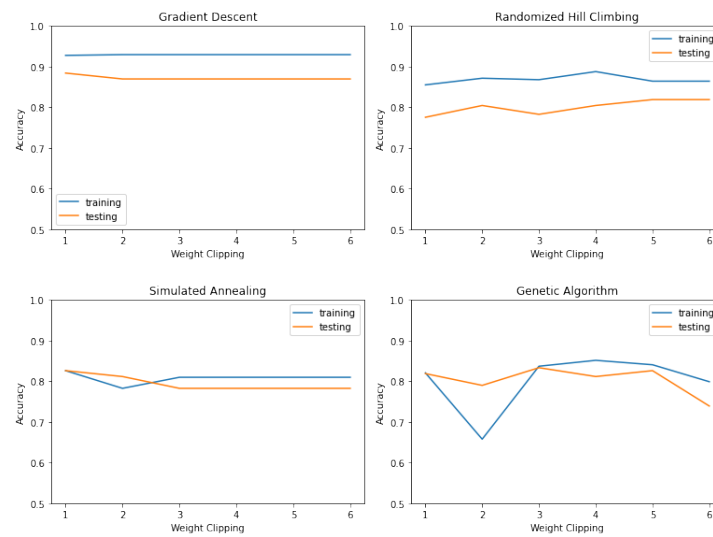 Gradient Descent
1.0
0.9
0.8
0.7
0.6
0.5
Accuracy
training
testing
1 2 3 4 5 6
Weight Clipping
Randomized Hill Climbing
1.0
0.9
0.8
0.7
0.6
0.5
Accuracy
training
testing
1 2 3 4 5 6
Weight Clipping
Simulated Annealing
1.0
0.9
0.8
0.7
0.6
0.5
Accuracy
training
testing
1 2 3 4 5 6
Weight Clipping
Genetic Algorithm
1.0
0.9
0.8
0.7
0.6
0.5
Accuracy
training
testing
1 2 3 4 5 6
Weight Clipping